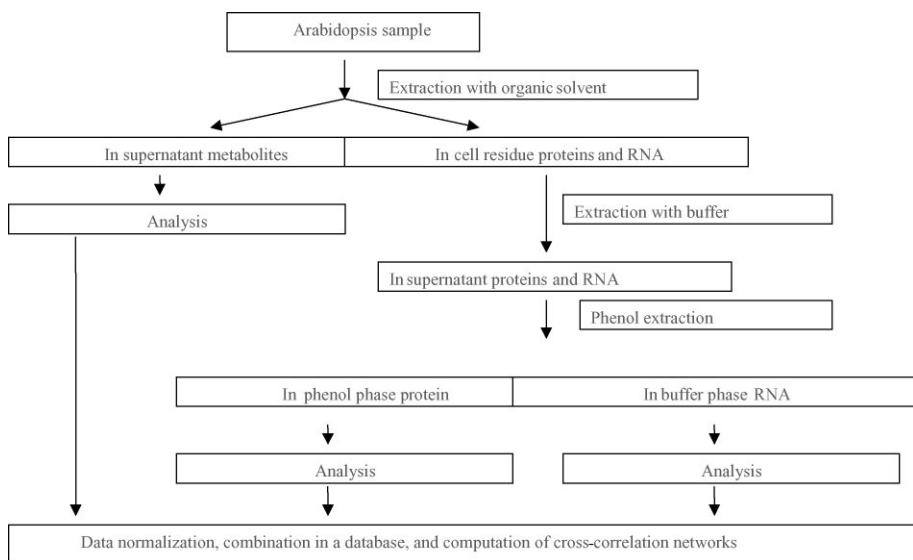 Arabidopsis sample
Extraction with organic solvent
In supernatant metabolites
In cell residue proteins and RNA
Analysis
Extraction with buffer
In supernatant proteins and RNA
Phenol extraction
In phenol phase protein
In buffer phase RNA
Analysis
Analysis
Data normalization, combination in a database, and computation of cross-correlation networks